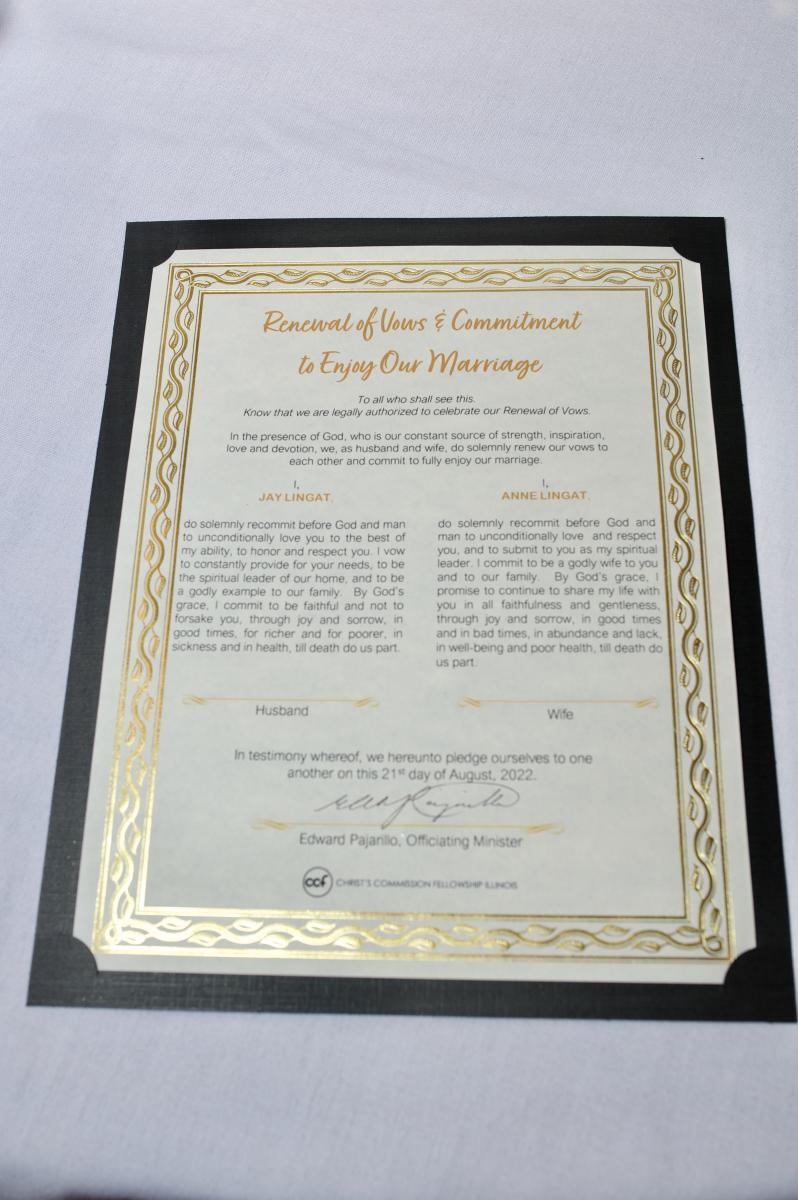 Renewal of Vows & Commitment
to Enjoy Our Marriage
To all who shall see this.
Know that we are legally authorized to celebrate our Renewal of Vows.
In the presence of God, who is our constant source of strength, inspiration,
love and devotion, we, as husband and wife, do solemnly renew our vows to
each other and commit to fully enjoy our marriage.
I,
JAY LINGAT,
do solemnly recommit before God and man
to unconditionally love you to the best of
my ability, to honor and respect you. I vow
to constantly provide for your needs, to be
the spiritual leader of our home, and to be
a godly example to our family. By God's
grace, I commit to be faithful and not to
forsake you, through joy and sorrow, in
good times, for richer and for poorer, in
sickness and in health, till death do us part.
Husband
I,
ANNE LINGAT,
do solemnly recommit before God and
man to unconditionally love and respect
you, and to submit to you as my spiritual
leader. I commit to be a godly wife to you
and to our family. By God's grace, I
promise to continue to share my life with
you in all faithfulness and gentleness,
through joy and sorrow, in good times
and in bad times, in abundance and lack,
in well-being and poor health, till death do
us part.
Wife
In testimony whereof, we hereunto pledge ourselves to one
another on this 21st day of August, 2022.
Edward Pajarillo, Officiating Minister
ccf CHRIST'S COMMISSION FELLOWSHIP ILLINOIS